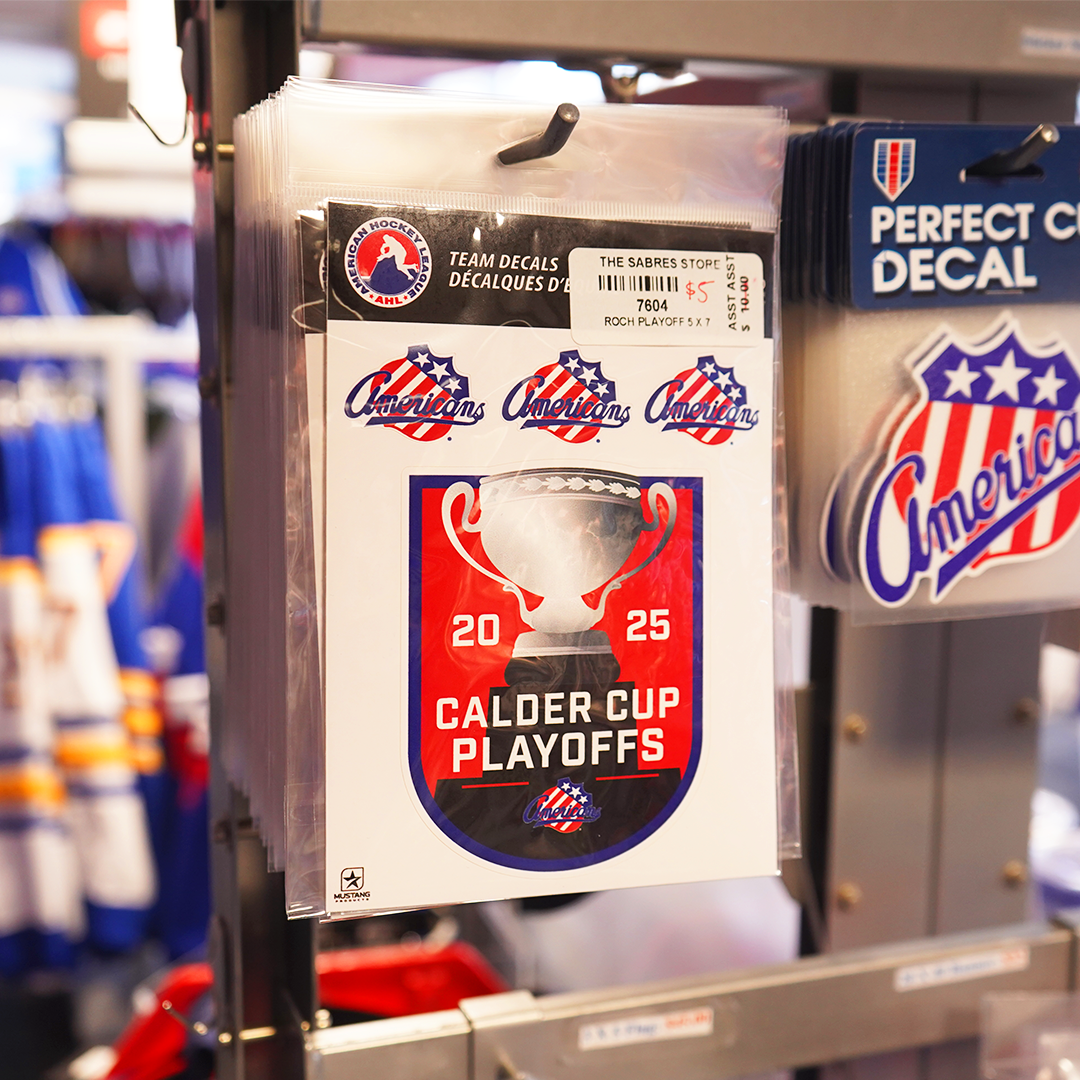 AMERICAN HOCKEY LEAGUE
AHL
TEAM DECALS
DÉCALQUES D'É
THE SABRES STORE
$5
7604
ROCH PLAYOFF 5 X 7
ASST ASST
$ 10.00
Americans
Americans
Americans
20 25
CALDER CUP
PLAYOFFS
Americans
MUSTANG
PRODUCTS
PERFECT C
DECAL
America